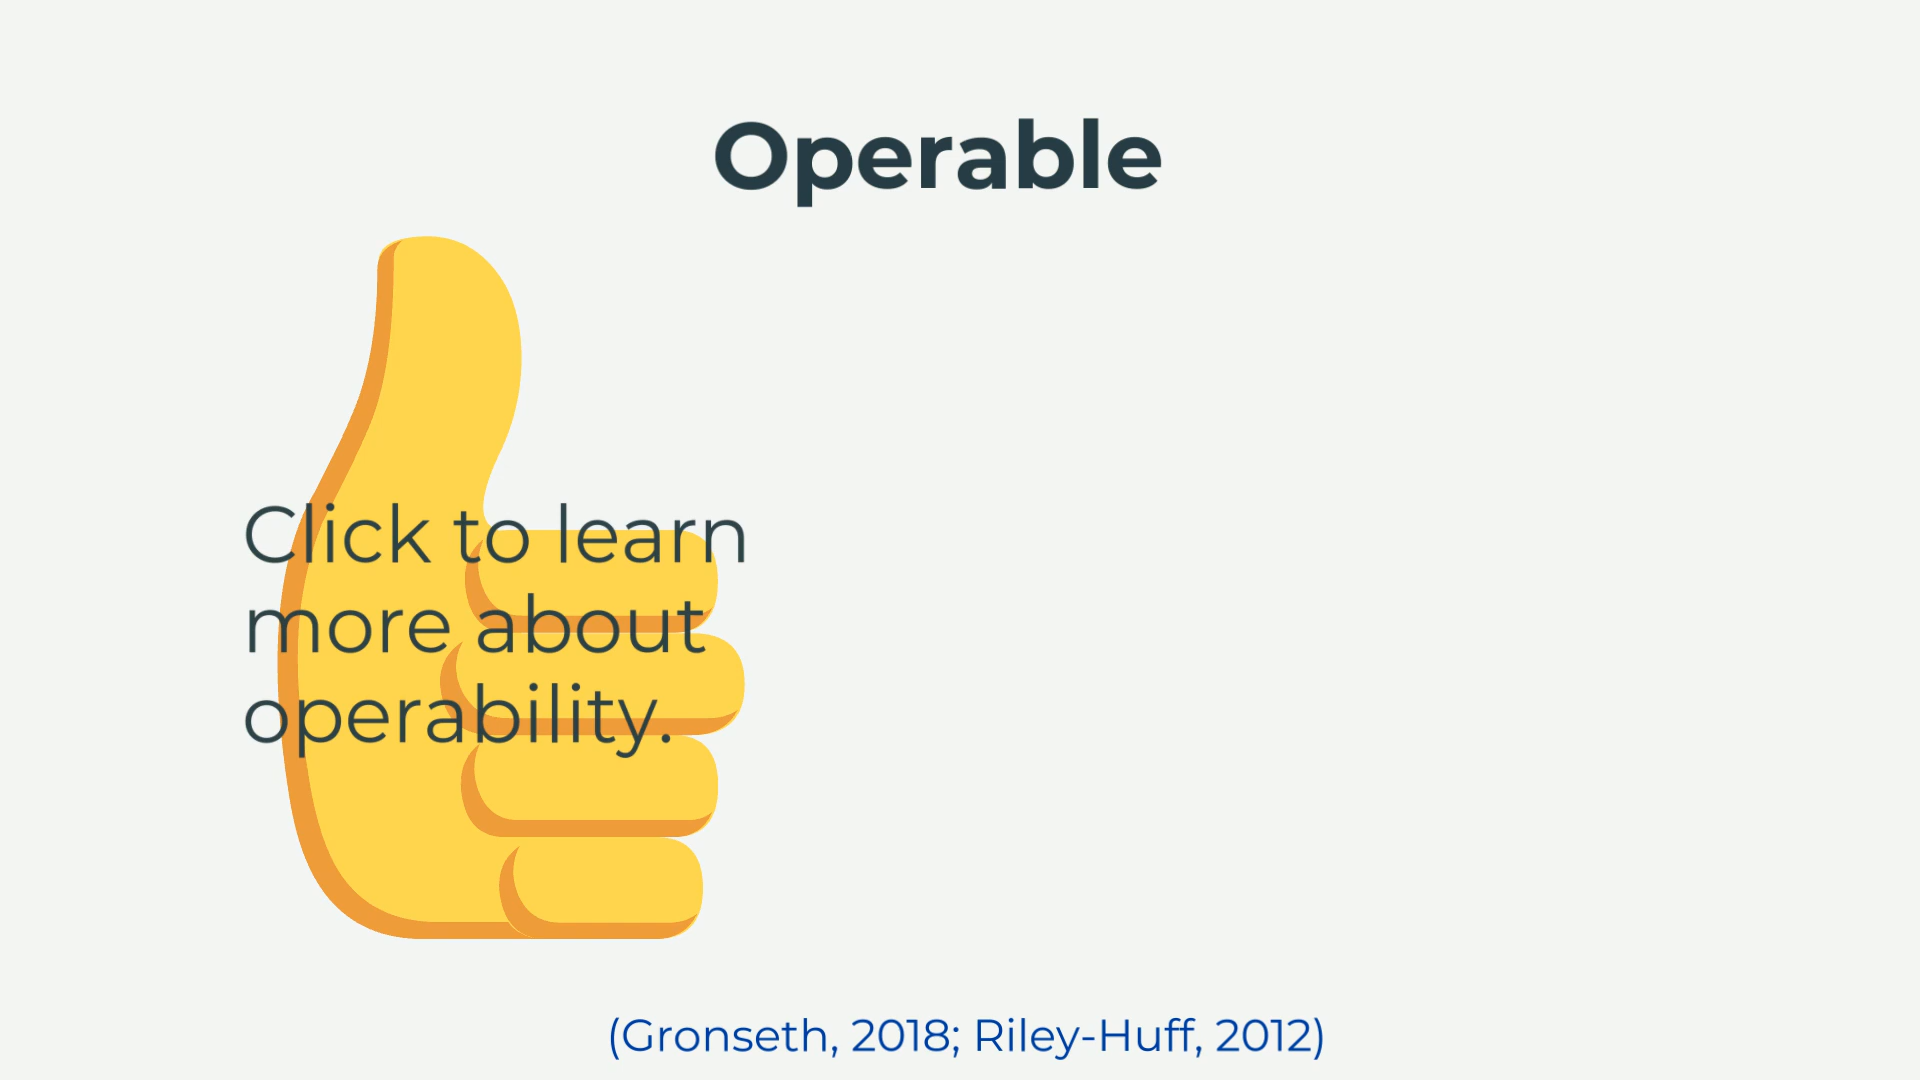 Operable
Click to learn
more about
operability.
(Gronseth, 2018; Riley-Huff, 2012)